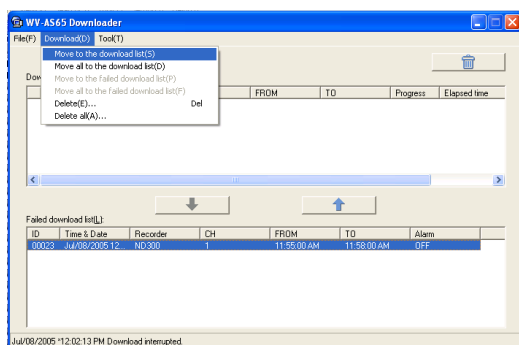 WV-AS65 Downloader
File(F) Download(D) Tool(T)
Move to the download list(S)
Move all to the download list(D)
Move to the failed download list(P)
Move all to the failed download list(F)
Delete(E)... Del
Delete all(A)...
Dow
FROM TO Progress Elapsed time
Failed download list(L):
ID Time & Date Recorder CH FROM TO Alarm
00023 Jul/08/2005 12... ND300 1 11:55:00 AM 11:58:00 AM OFF
Jul/08/2005 *12:02:13 PM Download interrupted.